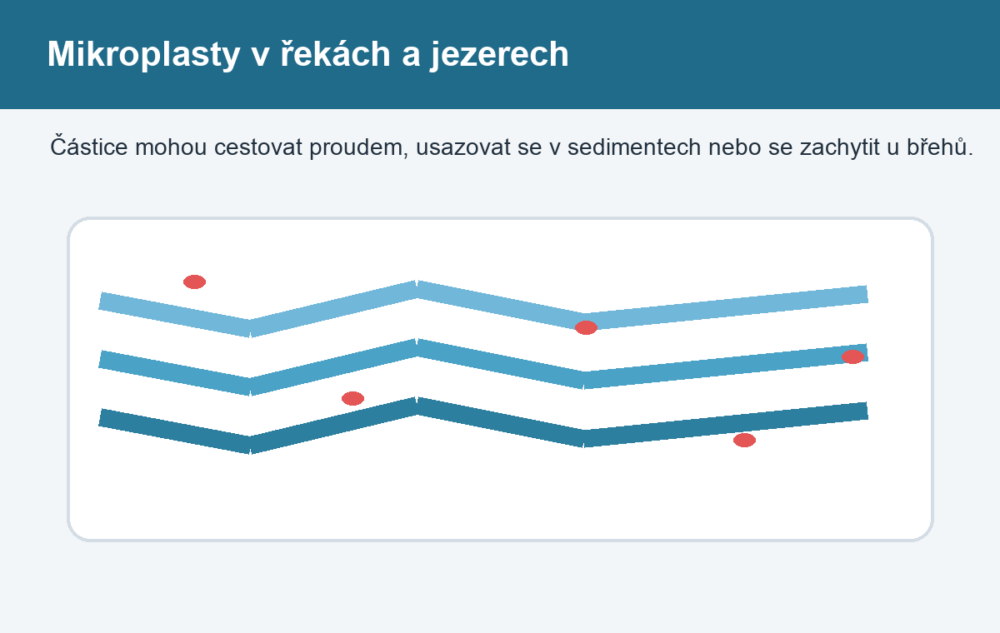 Mikroplasty v řekách a jezerech
Částice mohou cestovat proudem, usazovat se v sedimentech nebo se zachytit u břehů.